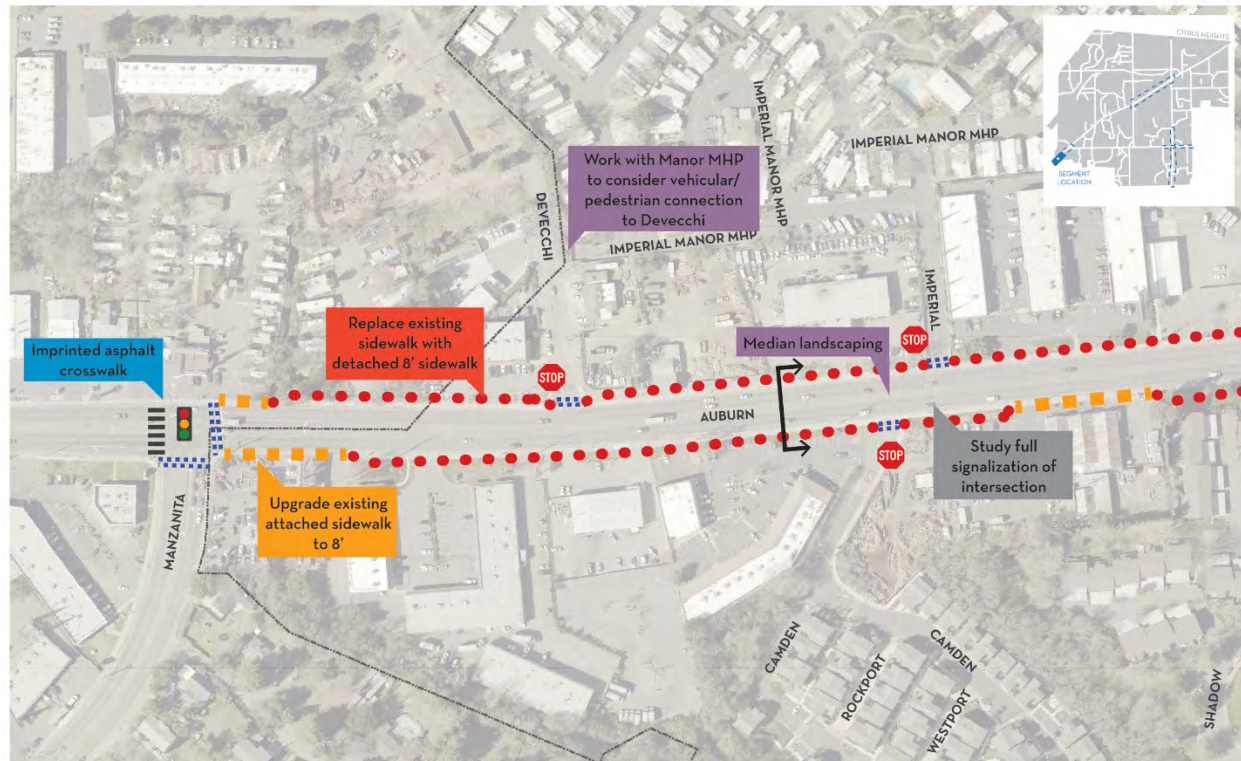 CITRUS HEIGHTS
SEGMENT
LOCATION
IMPERIAL MANOR MHP
IMPERIAL MANOR MHP
Work with Manor MHP
to consider vehicular/
pedestrian connection
to Devecchi
DEVECCHI
IMPERIAL MANOR MHP
IMPERIAL
Replace existing
sidewalk with
detached 8' sidewalk
Imprinted asphalt
crosswalk
STOP
Median landscaping
STOP
AUBURN
STOP
Study full
signalization of
intersection
Upgrade existing
attached sidewalk
to 8'
MANZANITA
CAMDEN
ROCKPORT
CAMDEN
WESTPORT
SHADOW